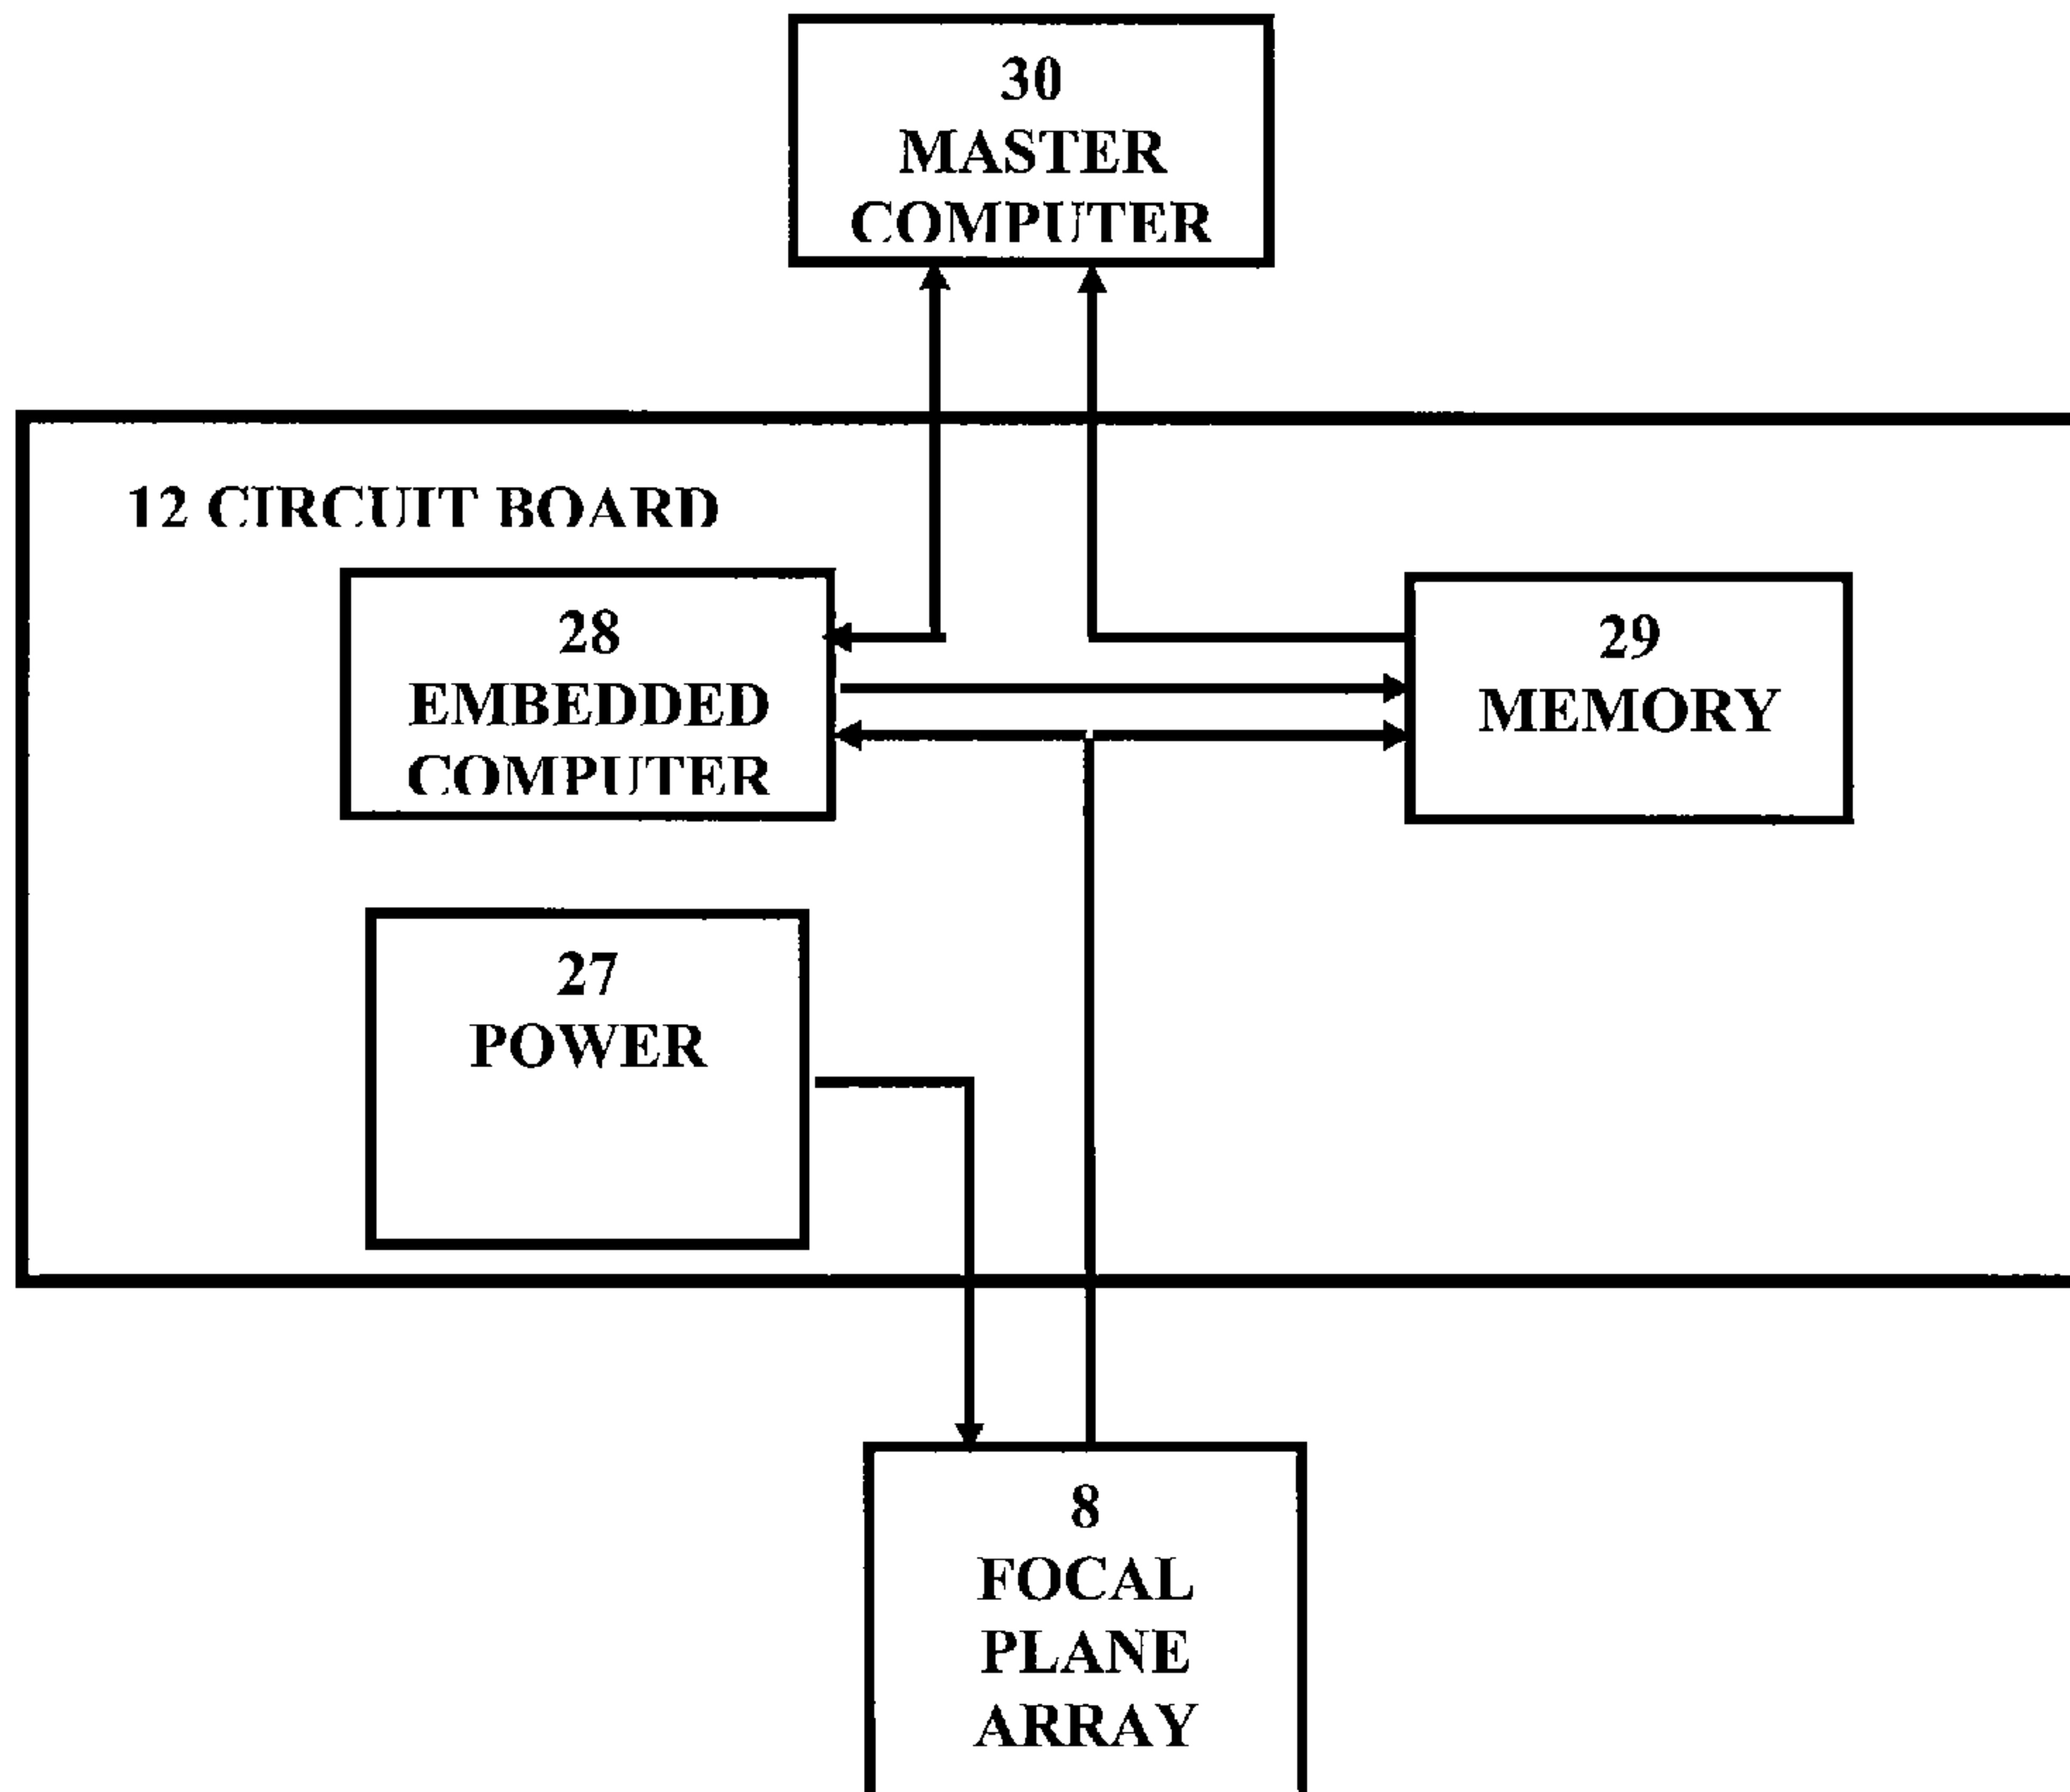 30
MASTER
COMPUTER
12 CIRCUIT BOARD
28
EMBEDDED
COMPUTER
29
MEMORY
27
POWER
8
FOCAL
PLANE
ARRAY